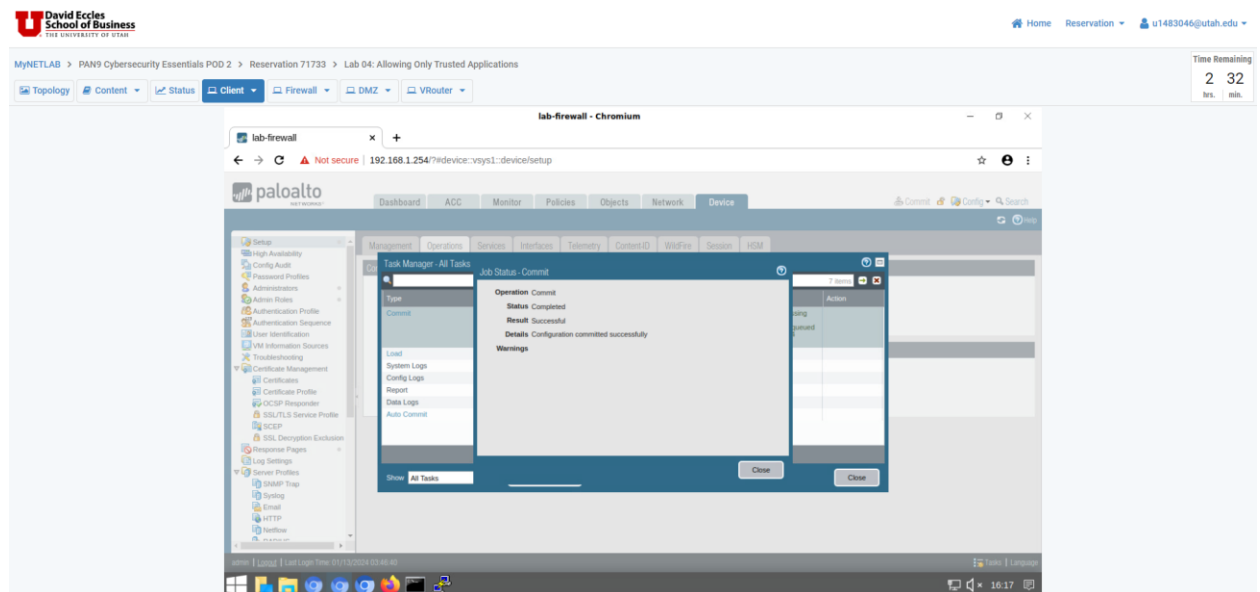 David Eccles
School of Business
THE UNIVERSITY OF UTAH
Home Reservation u1483046@utah.edu
MyNETLAB > PAN9 Cybersecurity Essentials POD 2 > Reservation 71733 > Lab 04: Allowing Only Trusted Applications
Time Remaining
2 32
hrs. min.
Topology Content Status Client Firewall DMZ VRouter
lab-firewall - Chromium
lab-firewall
Not secure 192.168.1.254/?#device::vsys1::device/setup
paloalto
NETWORKS
Dashboard ACC Monitor Policies Objects Network Device
Commit Config Search
Help
Setup
High Availability
Config Audit
Password Profiles
Administrators
Admin Roles
Authentication Profile
Authentication Sequence
User Identification
VM Information Sources
Troubleshooting
Certificate Management
Certificates
Certificate Profile
OCSP Responder
SSL/TLS Service Profile
SCEP
SSL Decryption Exclusion
Response Pages
Log Settings
Server Profiles
SNMP Trap
Syslog
Email
HTTP
Netflow
Management Operations Services Interfaces Telemetry Content-ID WildFire Session HSM
Task Manager - All Tasks
7 items
Type
Action
Commit
Load
System Logs
Config Logs
Report
Data Logs
Auto Commit
Show All Tasks
Close
Job Status - Commit
Operation Commit
Status Completed
Result Successful
Details Configuration committed successfully
Warnings
Close
admin | Logout | Last Login Time: 01/13/2024 03:46:40
Tasks | Language
16:17